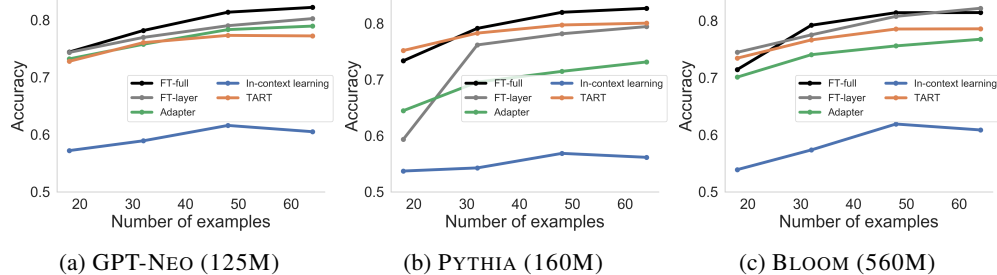 Accuracy
0.8
0.7
0.6
0.5
20 30 40 50 60
Number of examples
FT-full
FT-layer
Adapter
In-context learning
TART
(a) GPT-NEO (125M)
Accuracy
0.8
0.7
0.6
0.5
20 30 40 50 60
Number of examples
FT-full
FT-layer
Adapter
In-context learning
TART
(b) PYTHIA (160M)
Accuracy
0.8
0.7
0.6
0.5
20 30 40 50 60
Number of examples
FT-full
FT-layer
Adapter
In-context learning
TART
(c) BLOOM (560M)